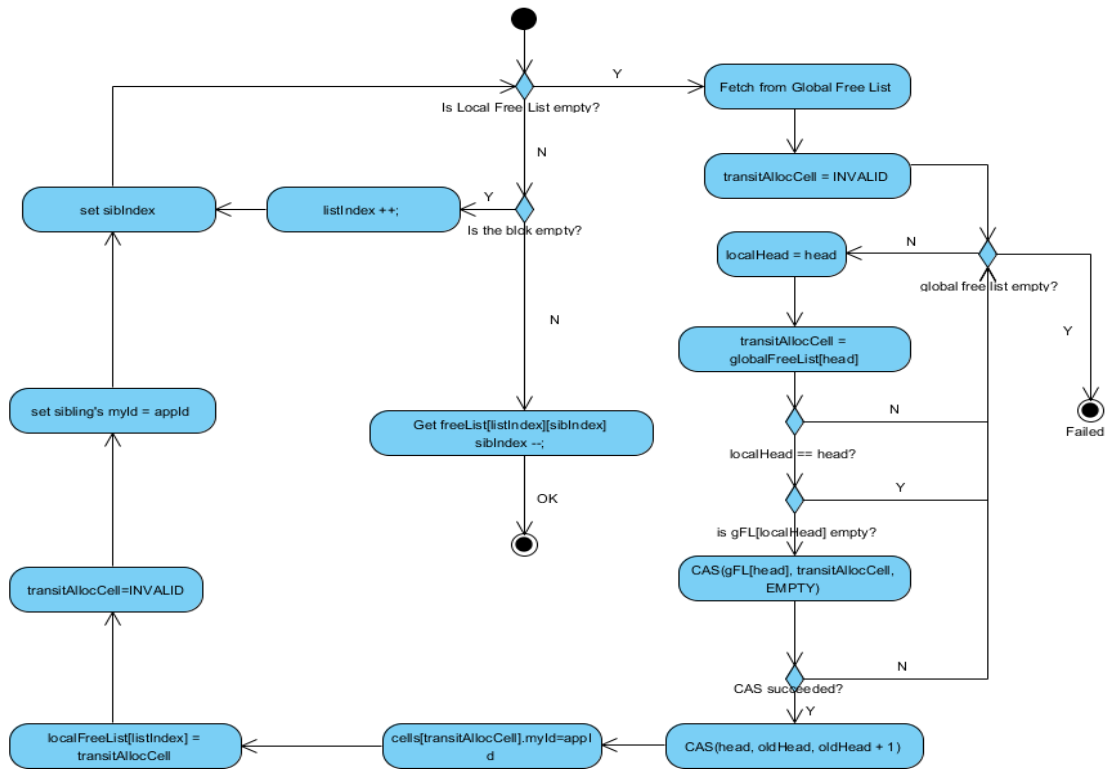 Y
Fetch from Global Free List
Is Local Free List empty?
N
transitAllocCell = INVALID
set sibIndex
listIndex ++;
Y
Is the blok empty?
N
localHead = head
global free list empty?
N
Y
transitAllocCell =
globalFreeList[head]
set sibling's myId = appId
Get freeList[listIndex][sibIndex]
sibIndex --;
N
Failed
localHead == head?
Y
OK
is gFL[localHead] empty?
CAS(gFL[head], transitAllocCell,
EMPTY)
transitAllocCell=INVALID
N
CAS succeeded?
Y
localFreeList[listIndex] =
transitAllocCell
cells[transitAllocCell].myId=appI
d
CAS(head, oldHead, oldHead + 1)